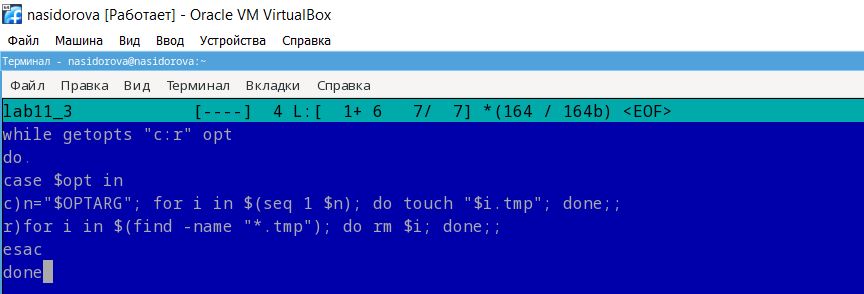 nasidorova [Работает] - Oracle VM VirtualBox
Файл Машина Вид Ввод Устройства Справка
Терминал - nasidorova@nasidorova:~
Файл Правка Вид Терминал Вкладки Справка
lab11_3 [----] 4 L:[ 1+ 6 7/ 7] *(164 / 164b) <EOF>
while getopts "c:r" opt
do.
case $opt in
c)n="$OPTARG"; for i in $(seq 1 $n); do touch "$i.tmp"; done;;
r)for i in $(find -name "*.tmp"); do rm $i; done;;
esac
done